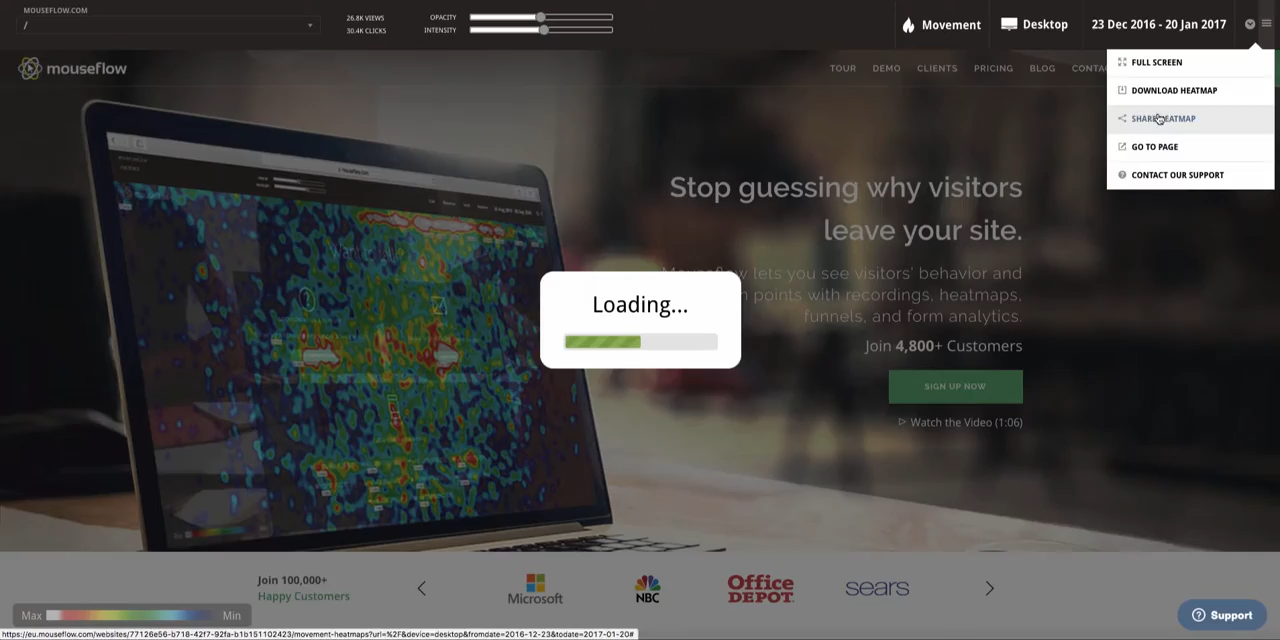 MOUSEFLOW.COM
/
26.8K VIEWS
30.4K CLICKS
OPACITY
INTENSITY
Movement
Desktop
23 Dec 2016 - 20 Jan 2017
FULL SCREEN
DOWNLOAD HEATMAP
SHARE HEATMAP
GO TO PAGE
CONTACT OUR SUPPORT
mouseflow
TOUR
DEMO
CLIENTS
PRICING
BLOG
Stop guessing why visitors
leave your site.
Mouseflow lets you see visitors' behavior and
points with recordings, heatmaps,
funnels, and form analytics.
Join 4,800+ Customers
SIGN UP NOW
Watch the Video (1:06)
Loading...
Join 100,000+
Happy Customers
Microsoft
NBC
Office
DEPOT
sears
Max
Min
Support
https://eu.mouseflow.com/websites/77126e56-b718-42f7-92fa-b1b151102423/movement-heatmaps?url=%2F&device=desktop&fromdate=2016-12-23&todate=2017-01-20#